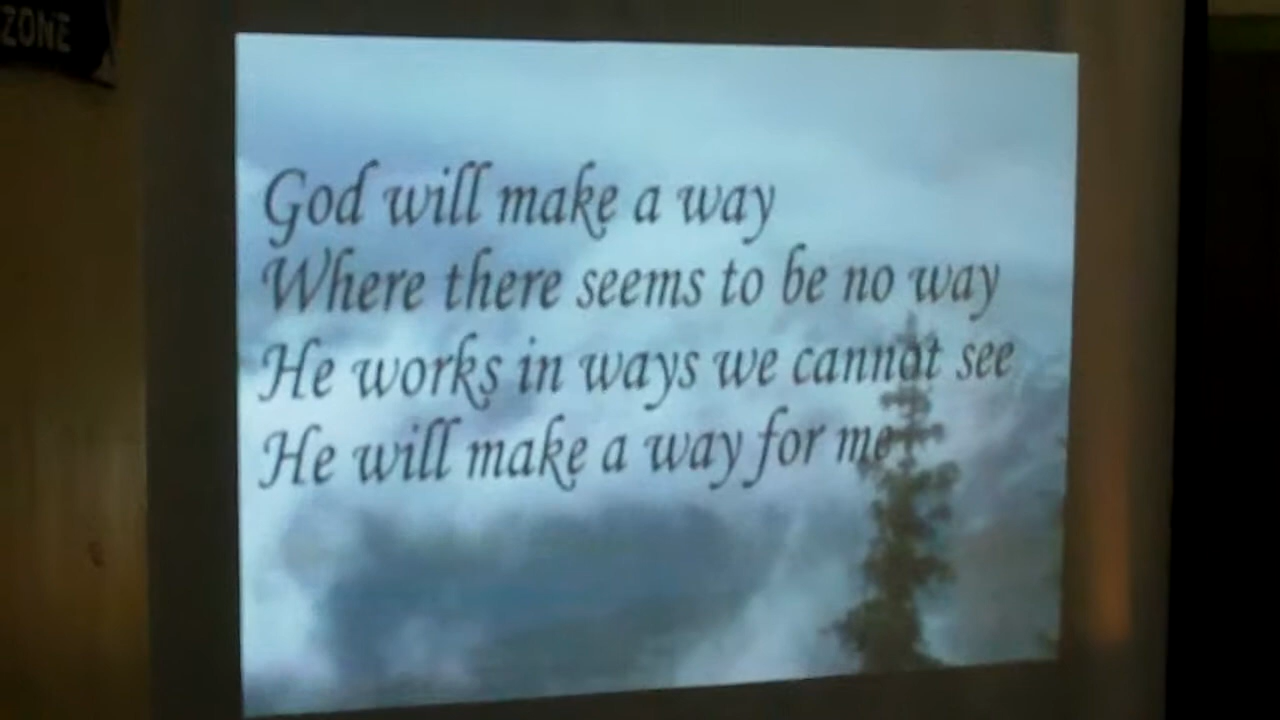 ZONE
God will make a way
Where there seems to be no way
He works in ways we cannot see
He will make a way for me